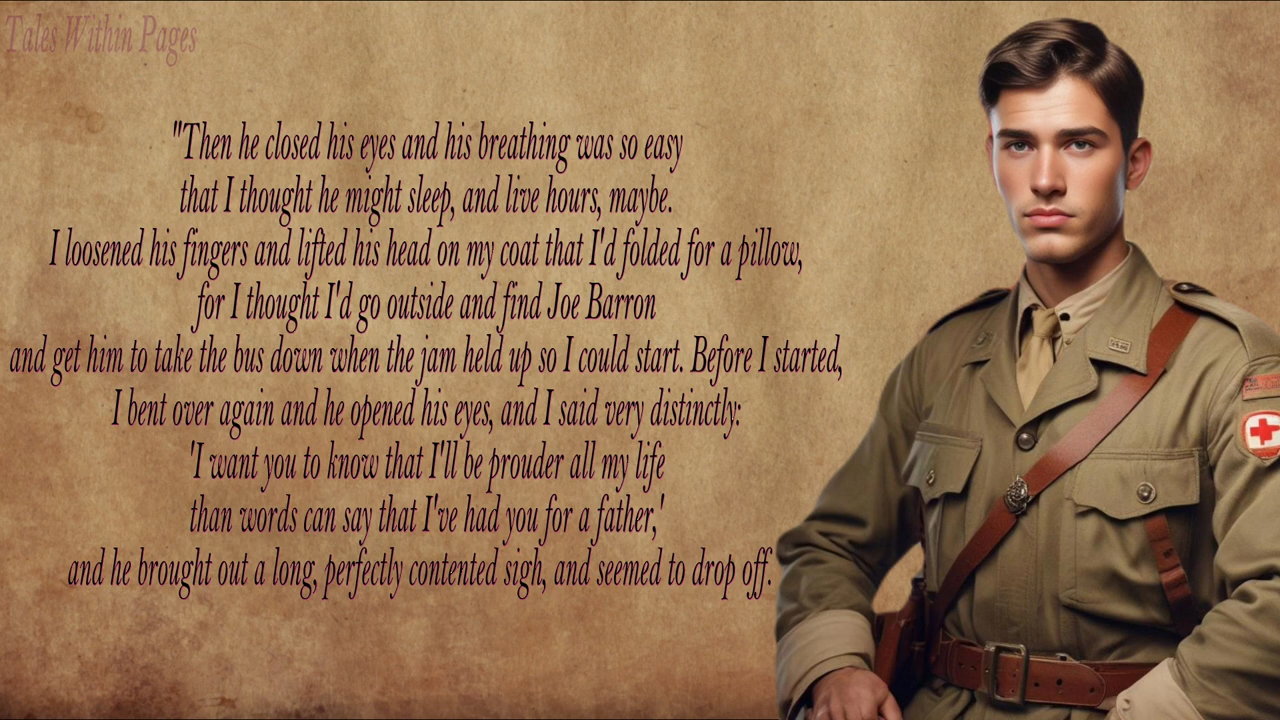 Tales Within Pages
"Then he closed his eyes and his breathing was so easy
that I thought he might sleep, and live hours, maybe.
I loosened his fingers and lifted his head on my coat that I'd folded for a pillow,
for I thought I'd go outside and find Joe Barron
and get him to take the bus down when the jam held up so I could start. Before I started,
I bent over again and he opened his eyes, and I said very distinctly:
'I want you to know that I'll be prouder all my life
than words can say that I've had you for a father,'
and he brought out a long, perfectly contented sigh, and seemed to drop off.